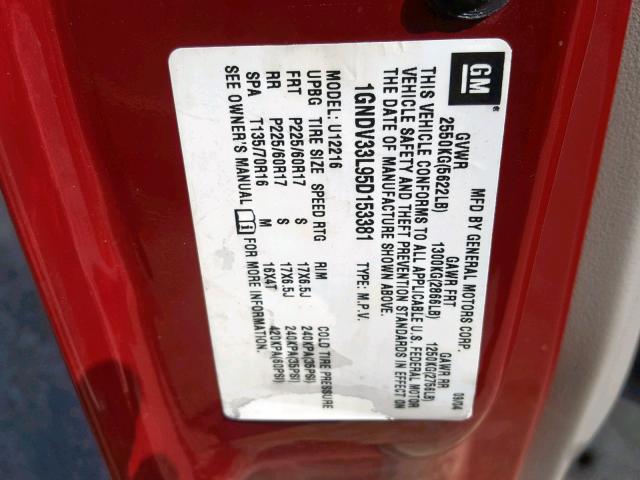 GM
MFD BY GENERAL MOTORS CORP. 09/04
GVWR GAWR FRT GAWR RR
2550KG(5622LB) 1300KG(2866LB) 1250KG(2756LB)
THIS VEHICLE CONFORMS TO ALL APPLICABLE U.S. FEDERAL MOTOR
VEHICLE SAFETY AND THEFT PREVENTION STANDARDS IN EFFECT ON
THE DATE OF MANUFACTURE SHOWN ABOVE.
1GNDV33L95D153381 TYPE: M.P.V.
MODEL: U12216
UPBG TIRE SIZE SPEED RTG RIM COLD TIRE PRESSURE
FRT P225/60R17 S 17X6.5J 240KPA(35PSI)
RR P225/60R17 S 17X6.5J 240KPA(35PSI)
SPA T135/70R16 M 16X4T 420KPA(60PSI)
SEE OWNER'S MANUAL FOR MORE INFORMATION.